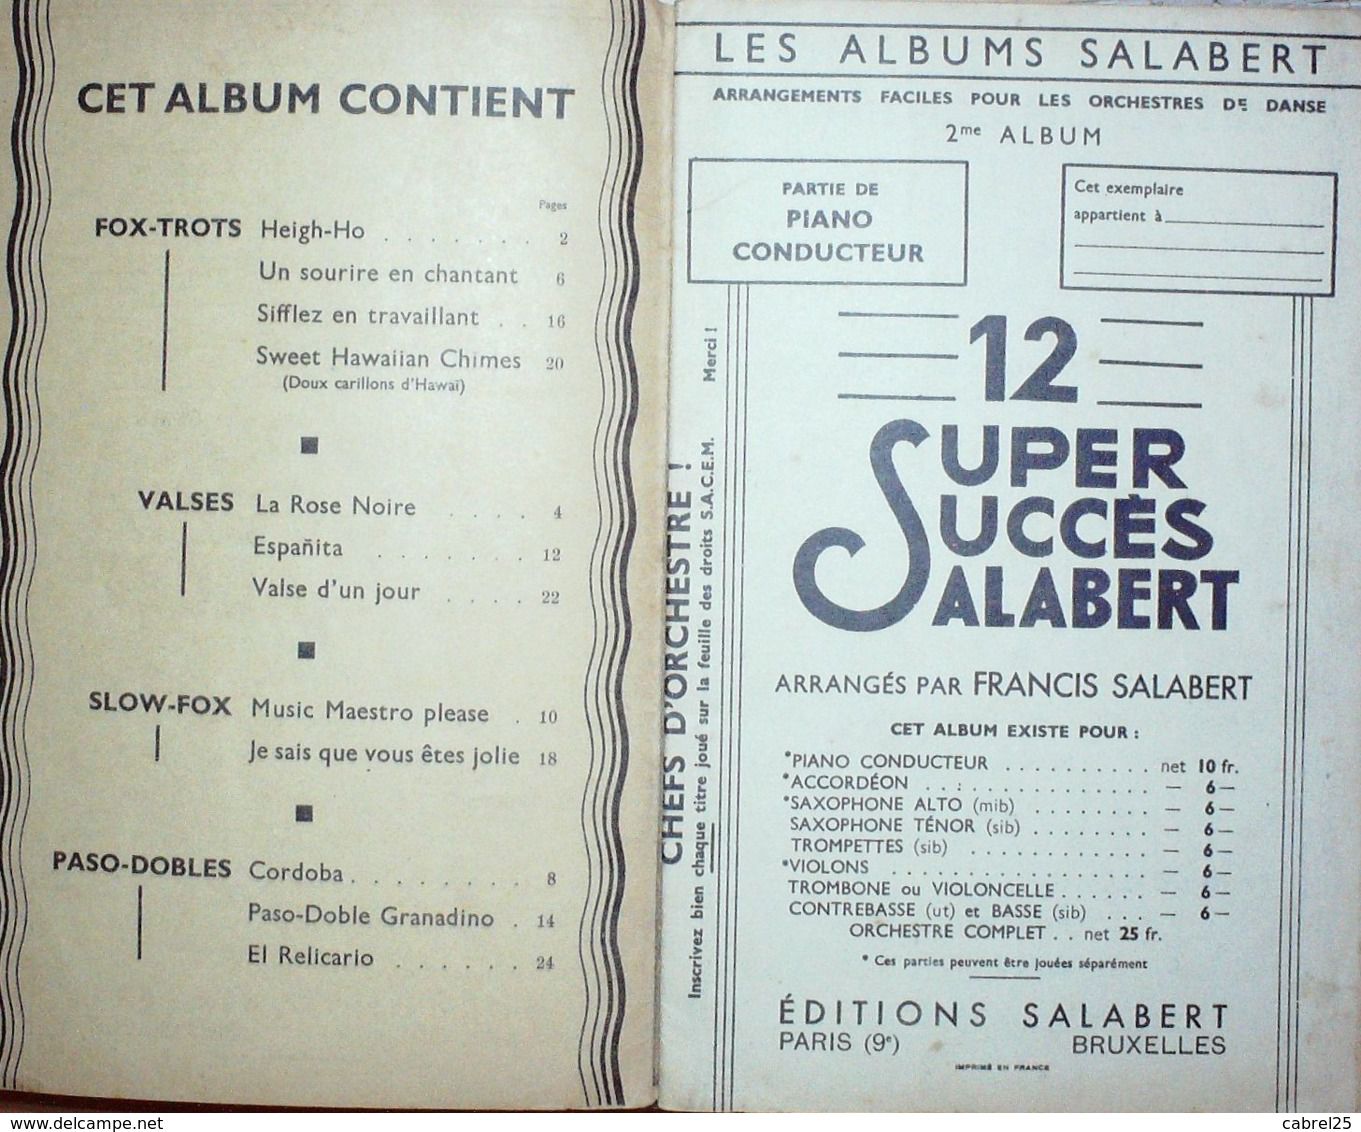 CET ALBUM CONTIENT
Pages
FOX-TROTS Heigh-Ho . . . . . . . 2
Un sourire en chantant 6
Sifflez en travaillant . . 16
Sweet Hawaiian Chimes 20
(Doux carillons d'Hawaï)
VALSES La Rose Noire . . . . 4
Españita . . . . . . . 12
Valse d'un jour . . . . 22
SLOW-FOX Music Maestro please . 10
Je sais que vous êtes jolie 18
PASO-DOBLES Cordoba . . . . . . . . 8
Paso-Doble Granadino . 14
El Relicario . . . . . . 24
CHEFS D'ORCHESTRE !
Inscrivez bien chaque titre joué sur la feuille des droits S.A.C.E.M. Merci !
LES ALBUMS SALABERT
ARRANGEMENTS FACILES POUR LES ORCHESTRES DE DANSE
2me ALBUM
PARTIE DE
PIANO
CONDUCTEUR
Cet exemplaire
appartient à
12
SUPER
SUCCÈS
SALABERT
ARRANGÉS PAR FRANCIS SALABERT
CET ALBUM EXISTE POUR :
*PIANO CONDUCTEUR . . . . . . . . . . net 10 fr.
*ACCORDÉON . . : . . . . . . . . . . . . — 6 —
*SAXOPHONE ALTO (mib) . . . . . . . . — 6 —
SAXOPHONE TÉNOR (sib) . . . . . . . . — 6 —
TROMPETTES (sib) . . . . . . . . . . . . — 6 —
*VIOLONS . . . . . . . . . . . . . . . . . — 6 —
TROMBONE ou VIOLONCELLE . . . . . . — 6 —
CONTREBASSE (ut) et BASSE (sib) . . . — 6 —
ORCHESTRE COMPLET . . net 25 fr.
* Ces parties peuvent être jouées séparément
ÉDITIONS SALABERT
PARIS (9e) BRUXELLES
IMPRIMÉ EN FRANCE
www.delcampe.net
cabrel25